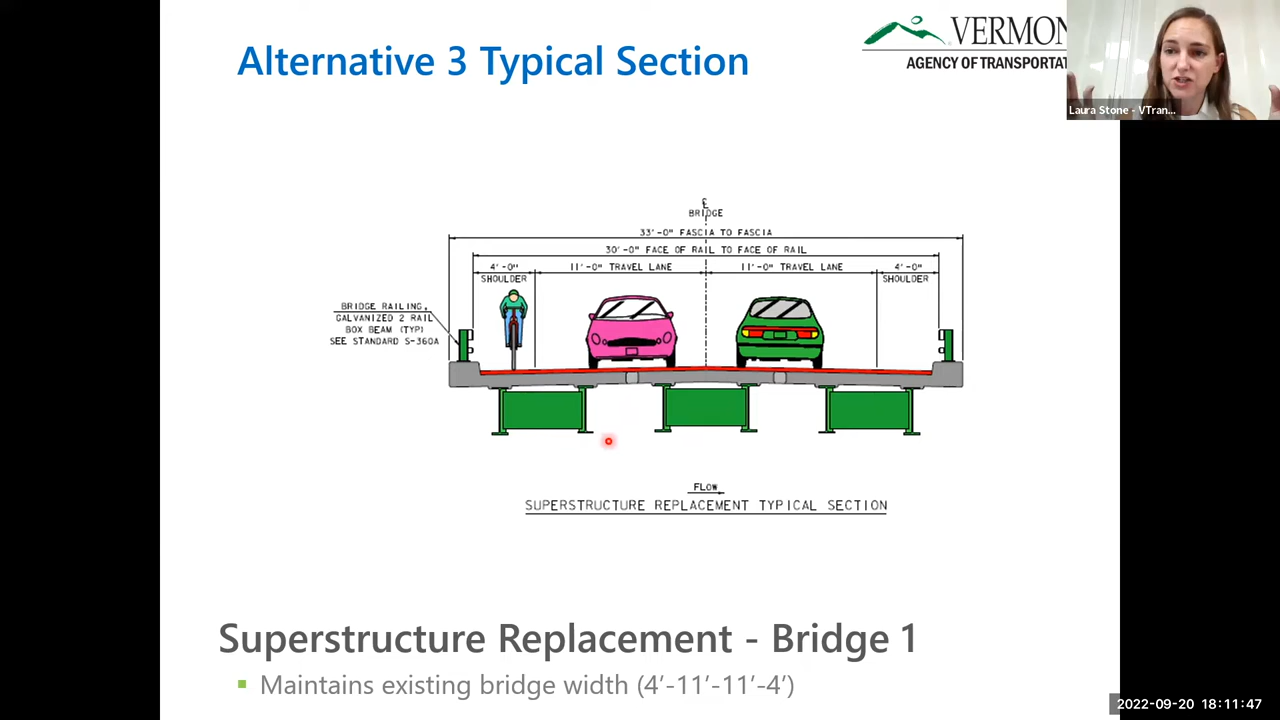 Alternative 3 Typical Section
VERMON
AGENCY OF TRANSPORTAT
Laura Stone - VTran...
℄
BRIDGE
33'-0" FASCIA TO FASCIA
30'-0" FACE OF RAIL TO FACE OF RAIL
4'-0" SHOULDER
11'-0" TRAVEL LANE
11'-0" TRAVEL LANE
4'-0" SHOULDER
BRIDGE RAILING,
GALVANIZED 2 RAIL
BOX BEAM (TYP)
SEE STANDARD S-360A
FLOW
SUPERSTRUCTURE REPLACEMENT TYPICAL SECTION
Superstructure Replacement - Bridge 1
Maintains existing bridge width (4’-11’-11’-4’)
2022-09-20 18:11:47